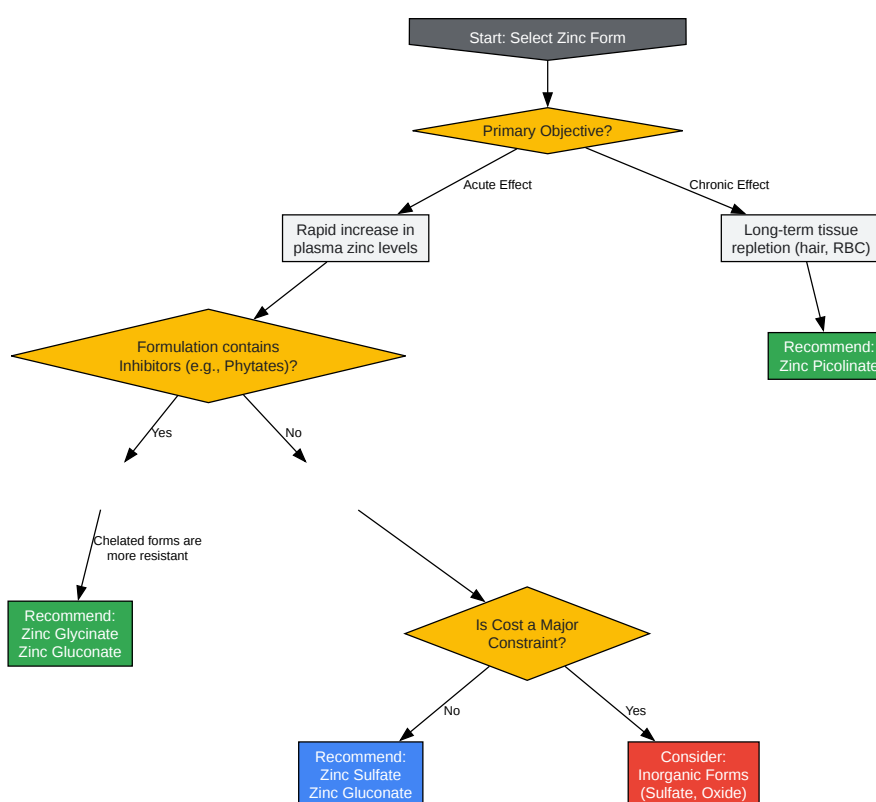 Start: Select Zinc Form
Primary Objective?
Acute Effect
Chronic Effect
Rapid increase in
plasma zinc levels
Long-term tissue
repletion (hair, RBC)
Formulation contains
Inhibitors (e.g., Phytates)?
Recommend:
Zinc Picolinate
Yes
No
Chelated forms are
more resistant
Recommend:
Zinc Glycinate
Zinc Gluconate
Is Cost a Major
Constraint?
No
Yes
Recommend:
Zinc Sulfate
Zinc Gluconate
Consider:
Inorganic Forms
(Sulfate, Oxide)